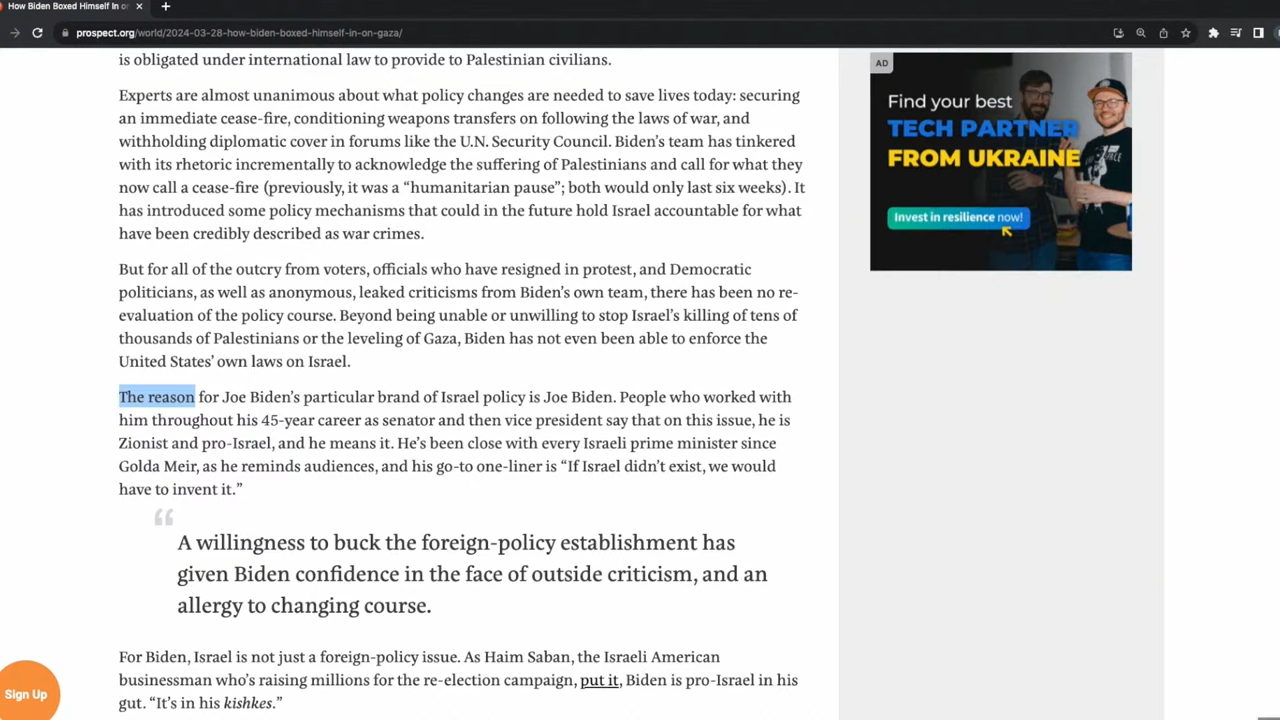 How Biden Boxed Himself In on
prospect.org/world/2024-03-28-how-biden-boxed-himself-in-on-gaza/
is obligated under international law to provide to Palestinian civilians.
Experts are almost unanimous about what policy changes are needed to save lives today: securing
an immediate cease-fire, conditioning weapons transfers on following the laws of war, and
withholding diplomatic cover in forums like the U.N. Security Council. Biden’s team has tinkered
with its rhetoric incrementally to acknowledge the suffering of Palestinians and call for what they
now call a cease-fire (previously, it was a “humanitarian pause”; both would only last six weeks). It
has introduced some policy mechanisms that could in the future hold Israel accountable for what
have been credibly described as war crimes.
But for all of the outcry from voters, officials who have resigned in protest, and Democratic
politicians, as well as anonymous, leaked criticisms from Biden’s own team, there has been no re-
evaluation of the policy course. Beyond being unable or unwilling to stop Israel’s killing of tens of
thousands of Palestinians or the leveling of Gaza, Biden has not even been able to enforce the
United States’ own laws on Israel.
The reason for Joe Biden’s particular brand of Israel policy is Joe Biden. People who worked with
him throughout his 45-year career as senator and then vice president say that on this issue, he is
Zionist and pro-Israel, and he means it. He’s been close with every Israeli prime minister since
Golda Meir, as he reminds audiences, and his go-to one-liner is “If Israel didn’t exist, we would
have to invent it.”
“
A willingness to buck the foreign-policy establishment has
given Biden confidence in the face of outside criticism, and an
allergy to changing course.
For Biden, Israel is not just a foreign-policy issue. As Haim Saban, the Israeli American
businessman who’s raising millions for the re-election campaign, put it, Biden is pro-Israel in his
gut. “It’s in his kishkes.”
Sign Up
AD
Find your best
TECH PARTNER
FROM UKRAINE
Invest in resilience now!